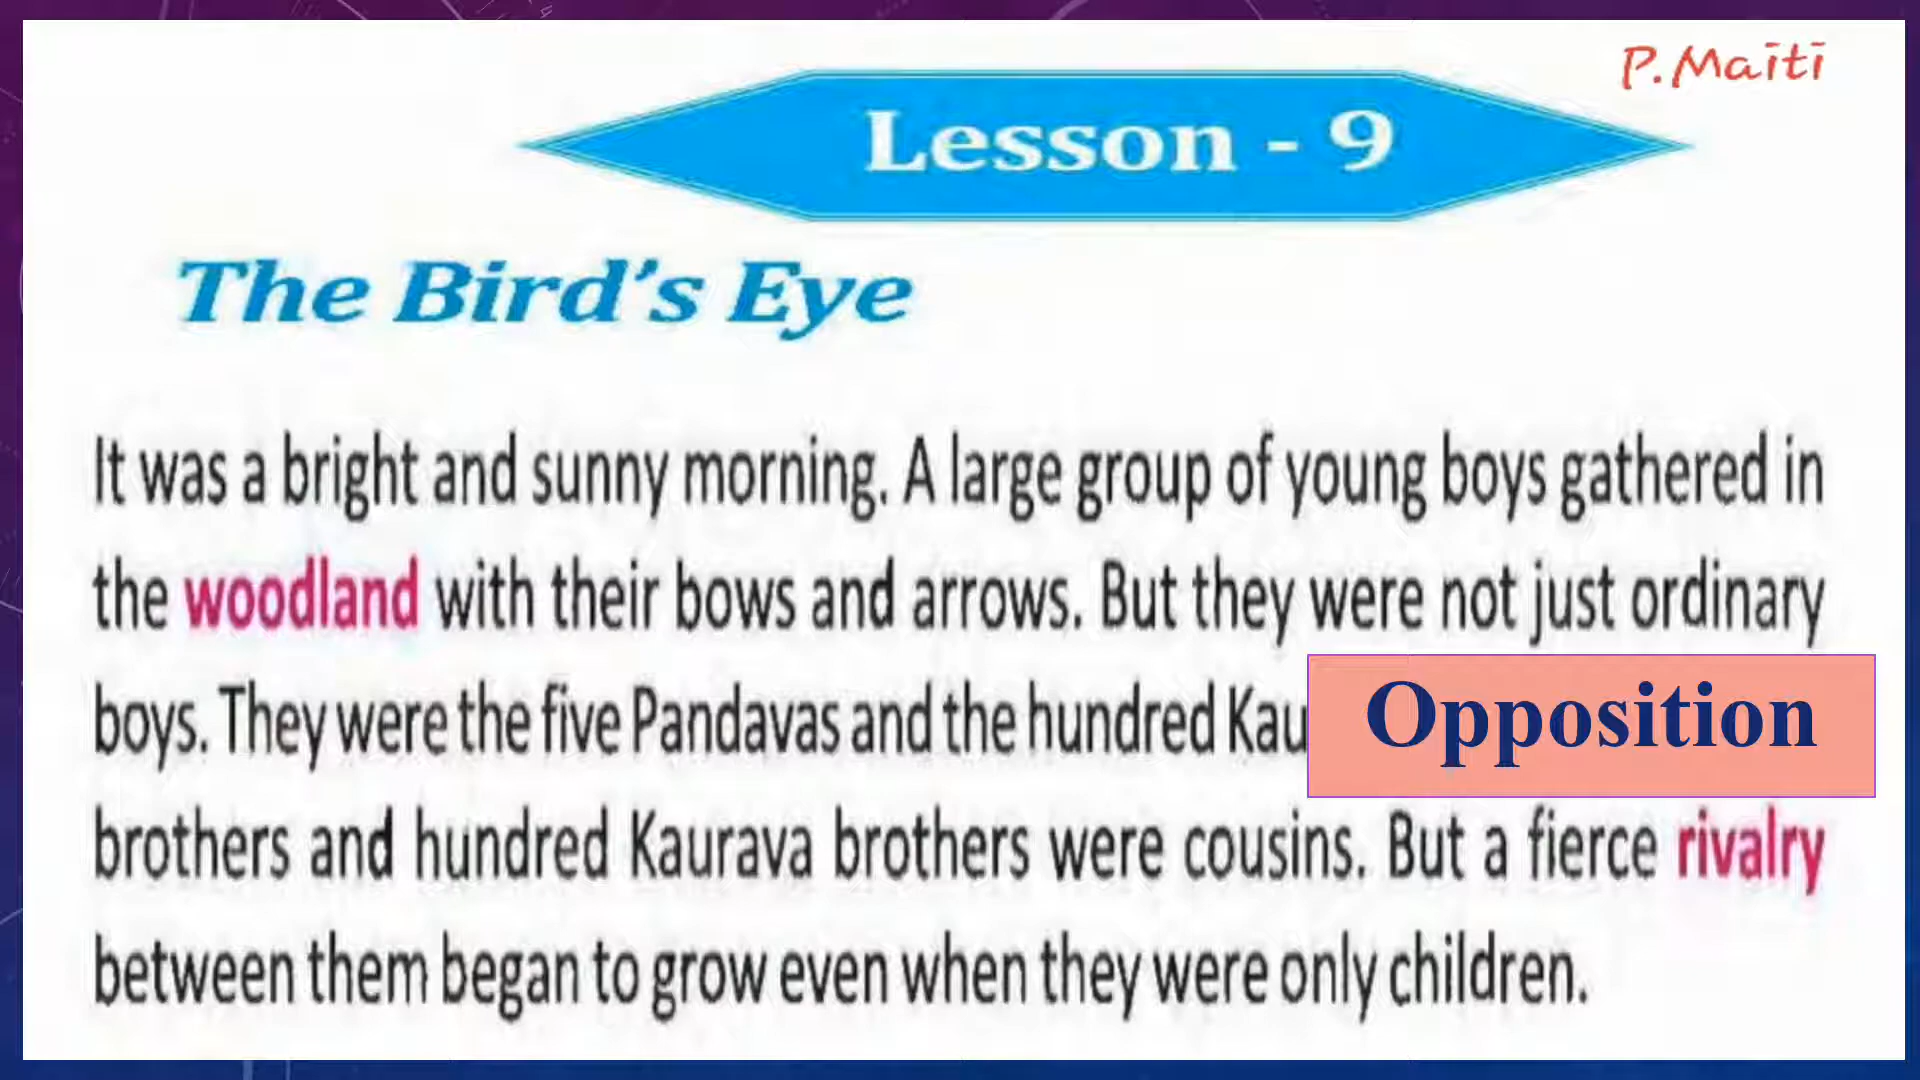 P.Maiti
Lesson - 9
The Bird's Eye
It was a bright and sunny morning. A large group of young boys gathered in
the woodland with their bows and arrows. But they were not just ordinary
boys. They were the five Pandavas and the hundred Kau
Opposition
brothers and hundred Kaurava brothers were cousins. But a fierce rivalry
between them began to grow even when they were only children.